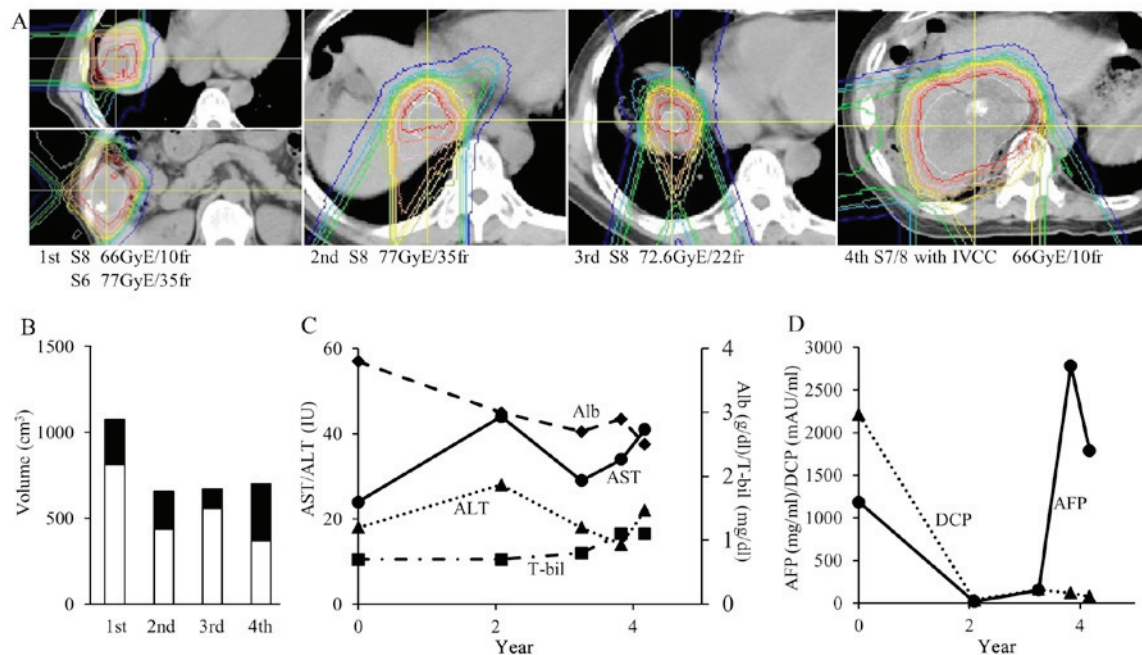 A
1st S8 66GyE/10fr
S6 77GyE/35fr
2nd S8 77GyE/35fr
3rd S8 72.6GyE/22fr
4th S7/8 with IVCC 66GyE/10fr
B
Volume (cm³)
1500
1000
500
0
1st 2nd 3rd 4th
C
AST/ALT (IU)
60
40
20
0
Alb
AST
ALT
T-bil
4
3
2
1
0
Alb (g/dl)/T-bil (mg/dl)
0 2 4
Year
D
AFP (mg/ml)/DCP (mAU/ml)
3000
2500
2000
1500
1000
500
0
DCP
AFP
0 2 4
Year